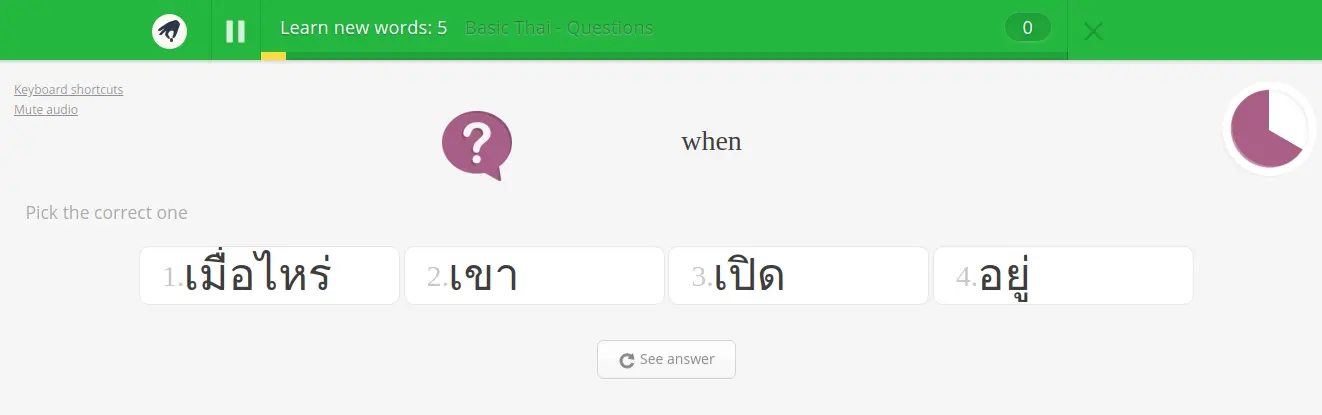 Learn new words: 5 Basic Thai - Questions 0
Keyboard shortcuts
Mute audio
?
when
Pick the correct one
1. เมื่อไหร่ 2. เขา 3. เปิด 4. อยู่
See answer